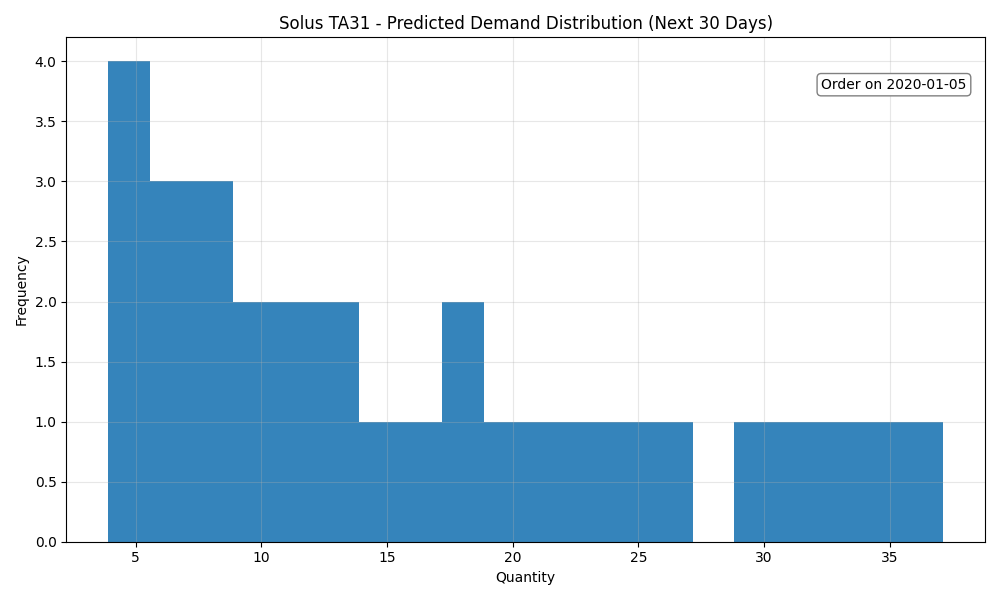 Solus TA31 - Predicted Demand Distribution (Next 30 Days)
Order on 2020-01-05
Frequency
4.0
3.5
3.0
2.5
2.0
1.5
1.0
0.5
0.0
5 10 15 20 25 30 35
Quantity